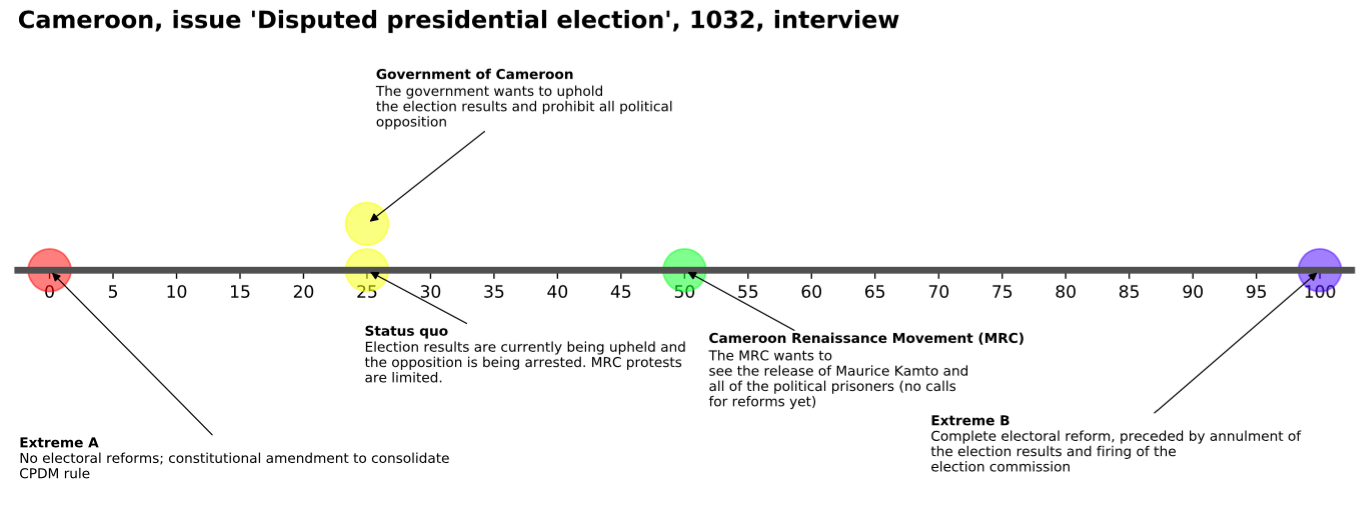 Cameroon, issue 'Disputed presidential election', 1032, interview
Government of Cameroon
The government wants to uphold
the election results and prohibit all political
opposition
0 5 10 15 20 25 30 35 40 45 50 55 60 65 70 75 80 85 90 95 100
Status quo
Election results are currently being upheld and
the opposition is being arrested. MRC protests
are limited.
Cameroon Renaissance Movement (MRC)
The MRC wants to
see the release of Maurice Kamto and
all of the political prisoners (no calls
for reforms yet)
Extreme B
Complete electoral reform, preceded by annulment of
the election results and firing of the
election commission
Extreme A
No electoral reforms; constitutional amendment to consolidate
CPDM rule